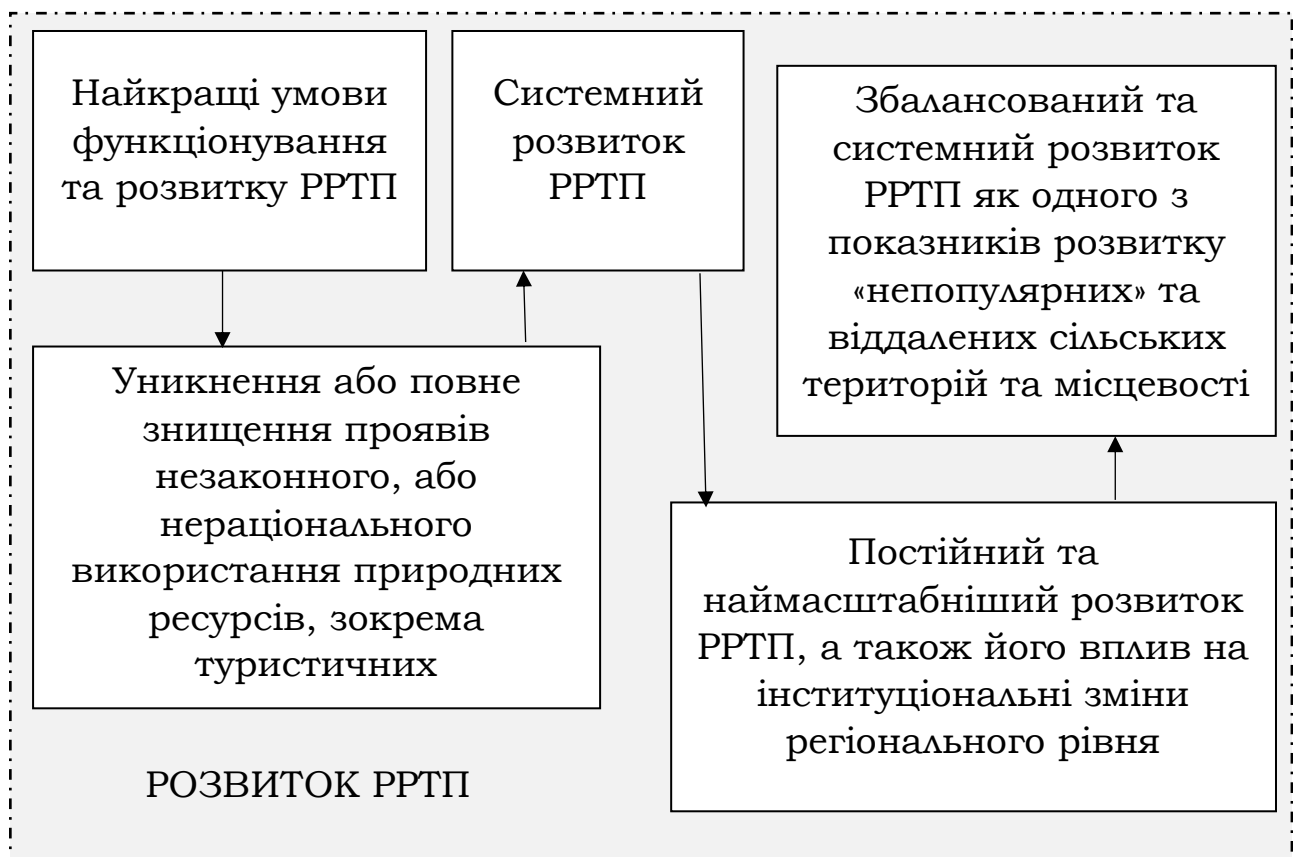 Найкращі умови
функціонування
та розвитку РРТП
Системний
розвиток
РРТП
Збалансований та
системний розвиток
РРТП як одного з
показників розвитку
«непопулярних» та
віддалених сільських
територій та місцевості
Уникнення або повне
знищення проявів
незаконного, або
нераціонального
використання природних
ресурсів, зокрема
туристичних
Постійний та
наймасштабніший розвиток
РРТП, а також його вплив на
інституціональні зміни
регіонального рівня
РОЗВИТОК РРТП